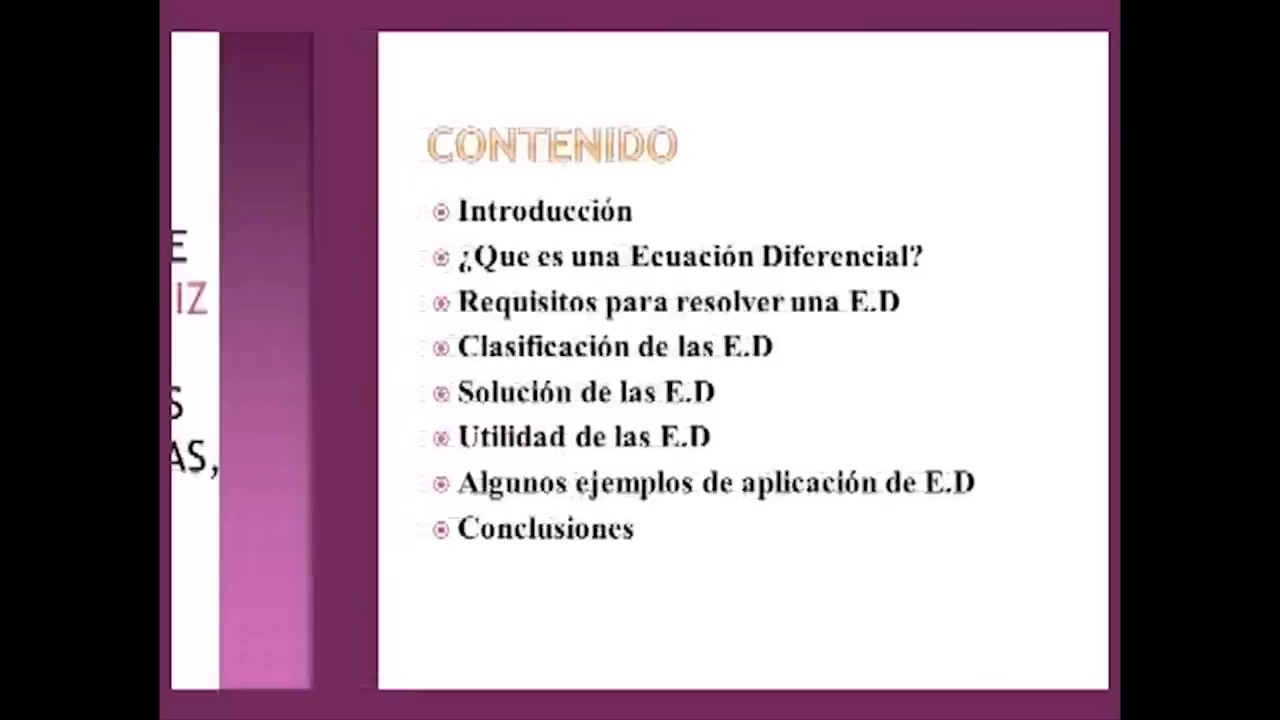 E
IZ
S
AS,
CONTENIDO
Introducción
¿Que es una Ecuación Diferencial?
Requisitos para resolver una E.D
Clasificación de las E.D
Solución de las E.D
Utilidad de las E.D
Algunos ejemplos de aplicación de E.D
Conclusiones